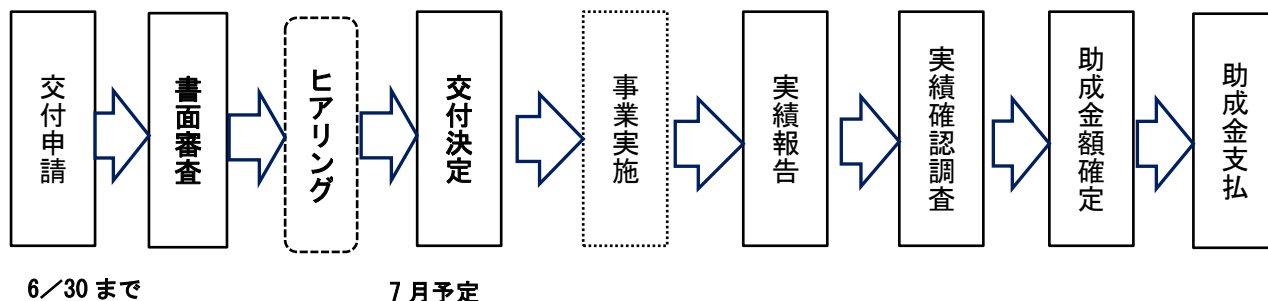 交付申請
書面審査
ヒアリング
交付決定
事業実施
実績報告
実績確認調査
助成金額確定
助成金支払
6／30まで
7月予定